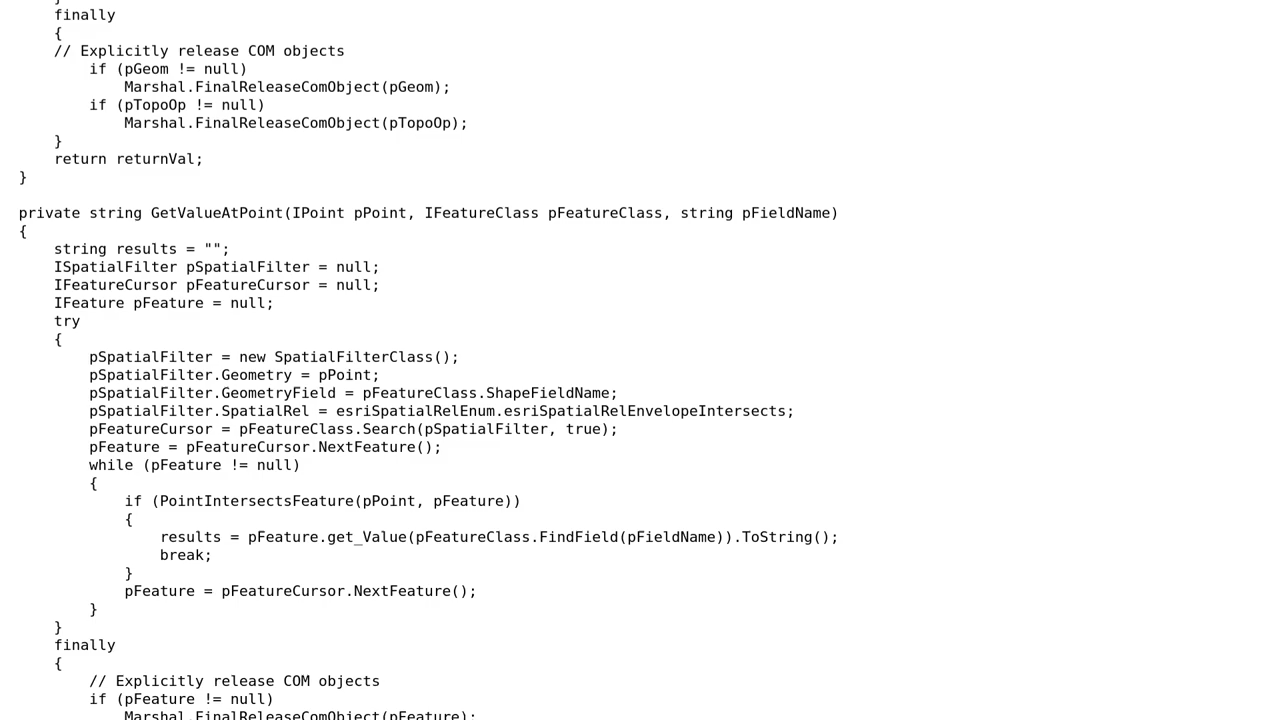 finally
{
// Explicitly release COM objects
if (pGeom != null)
Marshal.FinalReleaseComObject(pGeom);
if (pTopoOp != null)
Marshal.FinalReleaseComObject(pTopoOp);
}
return returnVal;
}
private string GetValueAtPoint(IPoint pPoint, IFeatureClass pFeatureClass, string pFieldName)
{
string results = "";
ISpatialFilter pSpatialFilter = null;
IFeatureCursor pFeatureCursor = null;
IFeature pFeature = null;
try
{
pSpatialFilter = new SpatialFilterClass();
pSpatialFilter.Geometry = pPoint;
pSpatialFilter.GeometryField = pFeatureClass.ShapeFieldName;
pSpatialFilter.SpatialRel = esriSpatialRelEnum.esriSpatialRelEnvelopeIntersects;
pFeatureCursor = pFeatureClass.Search(pSpatialFilter, true);
pFeature = pFeatureCursor.NextFeature();
while (pFeature != null)
{
if (PointIntersectsFeature(pPoint, pFeature))
{
results = pFeature.get_Value(pFeatureClass.FindField(pFieldName)).ToString();
break;
}
pFeature = pFeatureCursor.NextFeature();
}
}
finally
{
// Explicitly release COM objects
if (pFeature != null)
Marshal.FinalReleaseComObject(pFeature);